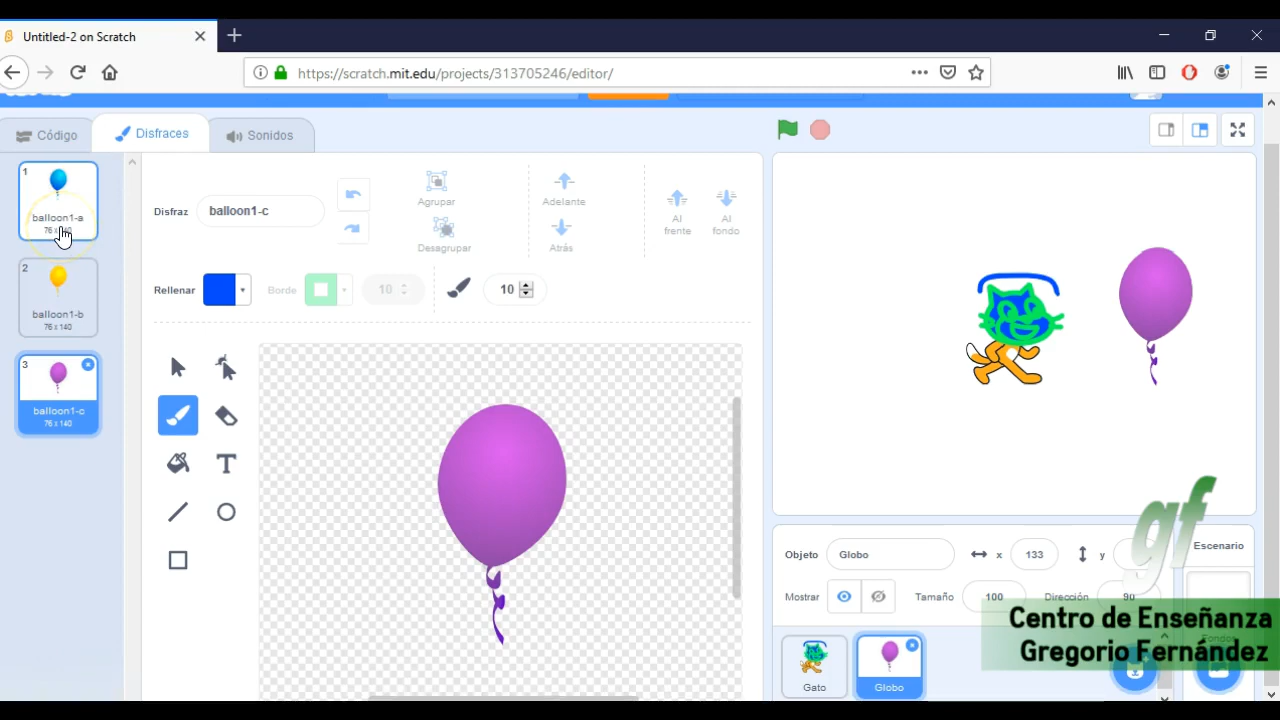 Untitled-2 on Scratch
https://scratch.mit.edu/projects/313705246/editor/
Código
Disfraces
Sonidos
1
balloon1-a
2
balloon1-b
76 x 140
3
balloon1-c
76 x 140
Disfraz
balloon1-c
Agrupar
Desagrupar
Adelante
Atrás
Al
frente
Al
fondo
Rellenar
Borde
10
10
T
Objeto
Globo
x
133
y
Mostrar
Tamaño
100
Dirección
90
Gato
Globo
Escenario
gf
Centro de Enseñanza
Gregorio Fernández